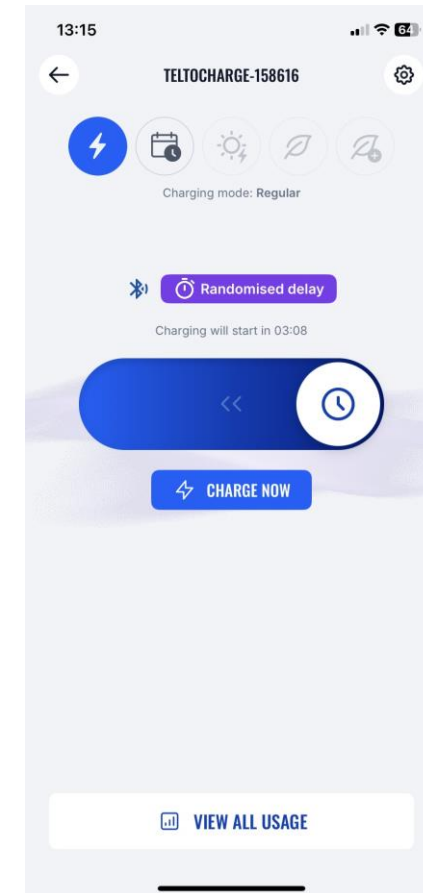 13:15
64
TELTOCHARGE-158616
Charging mode: Regular
Randomised delay
Charging will start in 03:08
<<
CHARGE NOW
VIEW ALL USAGE